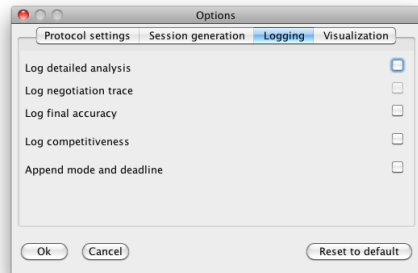 Options
Protocol settings Session generation Logging Visualization
Log detailed analysis
Log negotiation trace
Log final accuracy
Log competitiveness
Append mode and deadline
Ok Cancel Reset to default